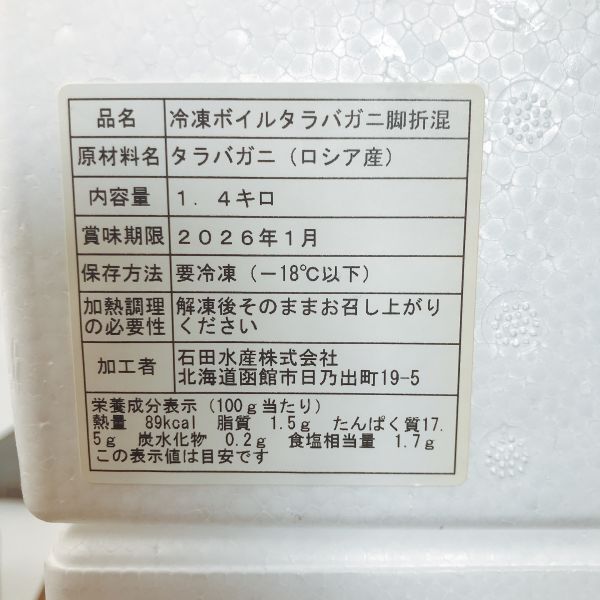 品名 冷凍ボイルタラバガニ脚折混
原材料名 タラバガニ（ロシア産）
内容量 １．４キロ
賞味期限 ２０２６年１月
保存方法 要冷凍（－18℃以下）
加熱調理の必要性 解凍後そのままお召し上がり
ください
加工者 石田水産株式会社
北海道函館市日乃出町19-5
栄養成分表示（100ｇ当たり）
熱量 89kcal 脂質 1.5ｇ たんぱく質17.
5ｇ 炭水化物 0.2ｇ 食塩相当量 1.7ｇ
この表示値は目安です